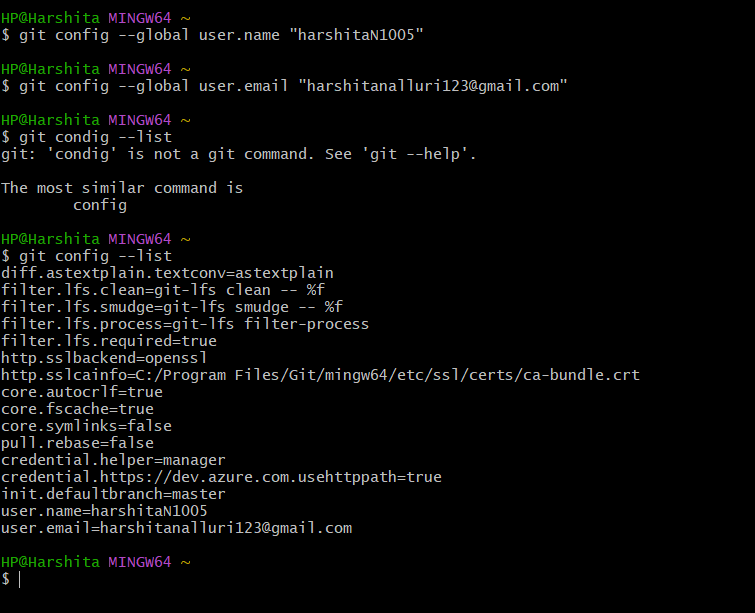 HP@Harshita MINGW64 ~
$ git config --global user.name "harshitaN1005"
HP@Harshita MINGW64 ~
$ git config --global user.email "harshitanalluri123@gmail.com"
HP@Harshita MINGW64 ~
$ git condig --list
git: 'condig' is not a git command. See 'git --help'.
The most similar command is
config
HP@Harshita MINGW64 ~
$ git config --list
diff.astextplain.textconv=astextplain
filter.lfs.clean=git-lfs clean -- %f
filter.lfs.smudge=git-lfs smudge -- %f
filter.lfs.process=git-lfs filter-process
filter.lfs.required=true
http.sslbackend=openssl
http.sslcainfo=C:/Program Files/Git/mingw64/etc/ssl/certs/ca-bundle.crt
core.autocrlf=true
core.fscache=true
core.symlinks=false
pull.rebase=false
credential.helper=manager
credential.https://dev.azure.com.usehttppath=true
init.defaultbranch=master
user.name=harshitaN1005
user.email=harshitanalluri123@gmail.com
HP@Harshita MINGW64 ~
$